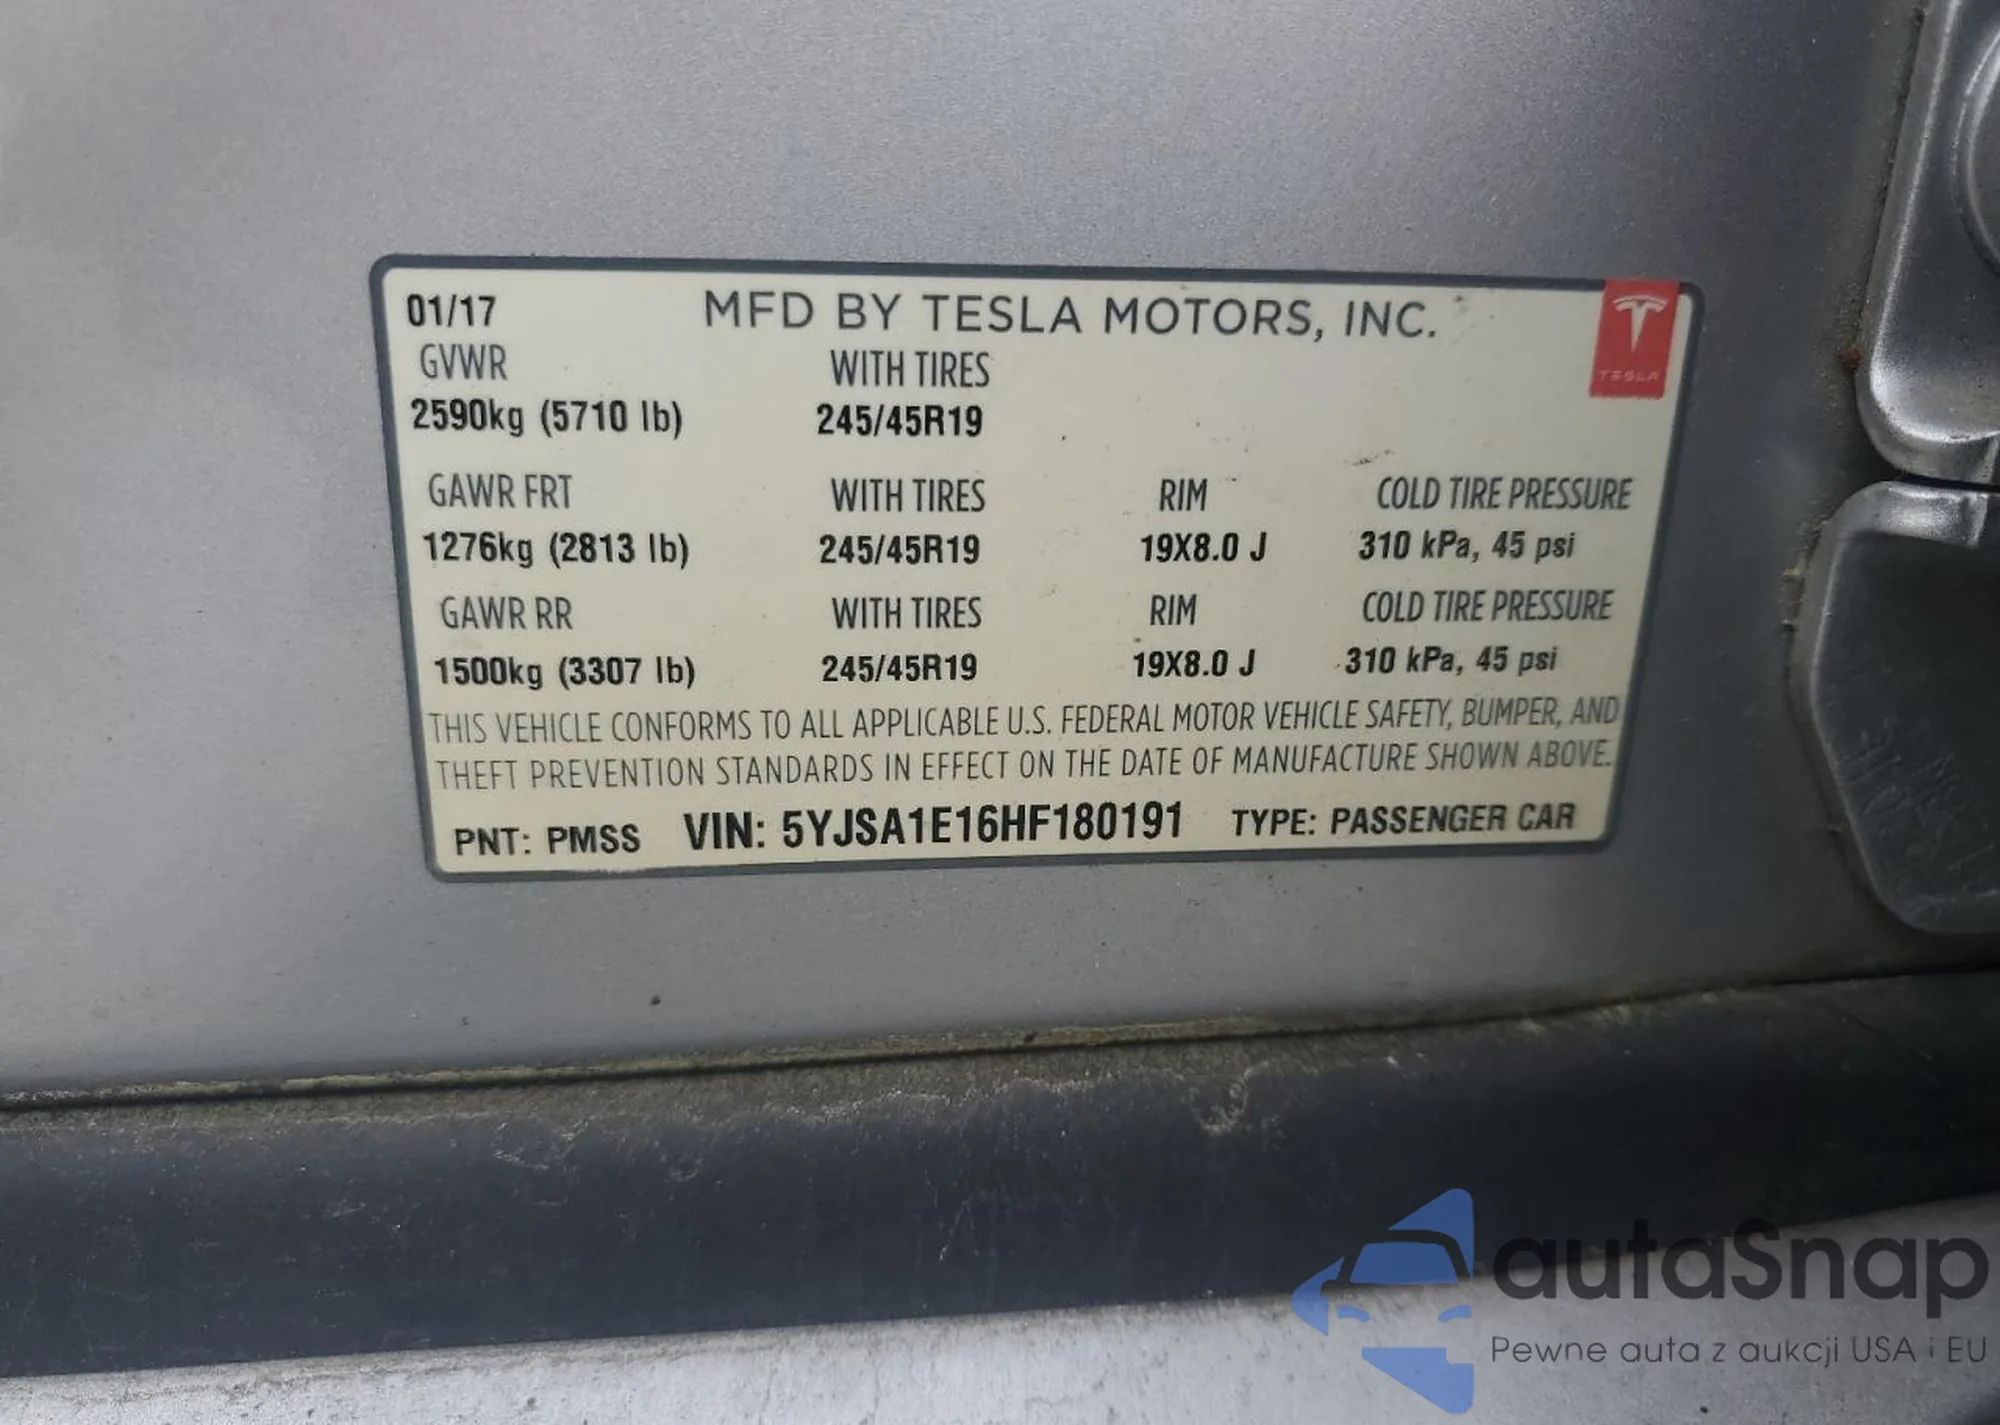 01/17 MFD BY TESLA MOTORS, INC.
TESLA
GVWR WITH TIRES
2590kg (5710 lb) 245/45R19
GAWR FRT WITH TIRES RIM COLD TIRE PRESSURE
1276kg (2813 lb) 245/45R19 19X8.0 J 310 kPa, 45 psi
GAWR RR WITH TIRES RIM COLD TIRE PRESSURE
1500kg (3307 lb) 245/45R19 19X8.0 J 310 kPa, 45 psi
THIS VEHICLE CONFORMS TO ALL APPLICABLE U.S. FEDERAL MOTOR VEHICLE SAFETY, BUMPER, AND
THEFT PREVENTION STANDARDS IN EFFECT ON THE DATE OF MANUFACTURE SHOWN ABOVE.
PNT: PMSS VIN: 5YJSA1E16HF180191 TYPE: PASSENGER CAR
autaSnap
Pewne auta z aukcji USA i EU